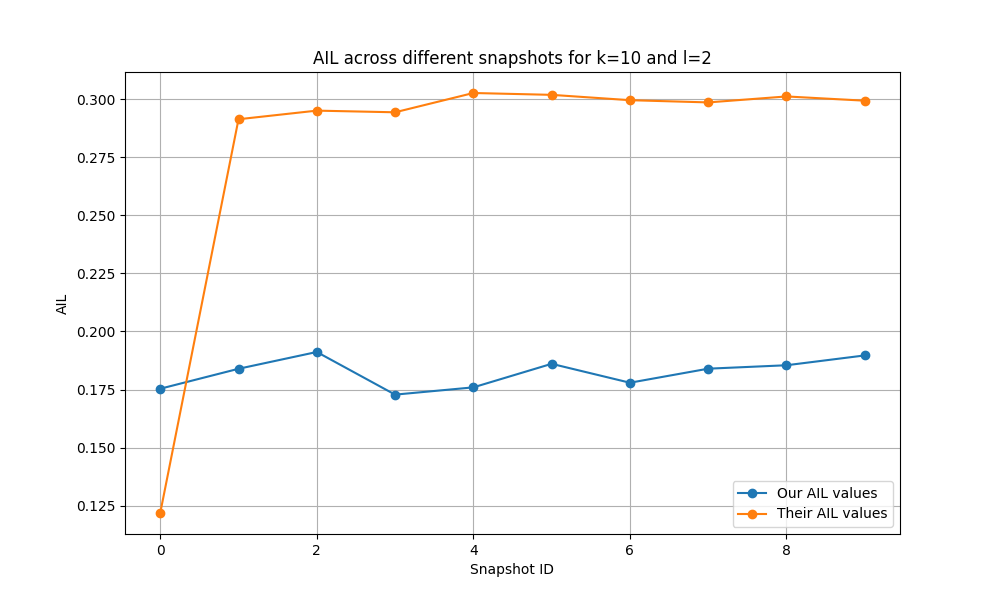 AIL across different snapshots for k=10 and l=2
0.300
0.275
0.250
0.225
0.200
0.175
0.150
0.125
AIL
0 2 4 6 8
Snapshot ID
Our AIL values
Their AIL values